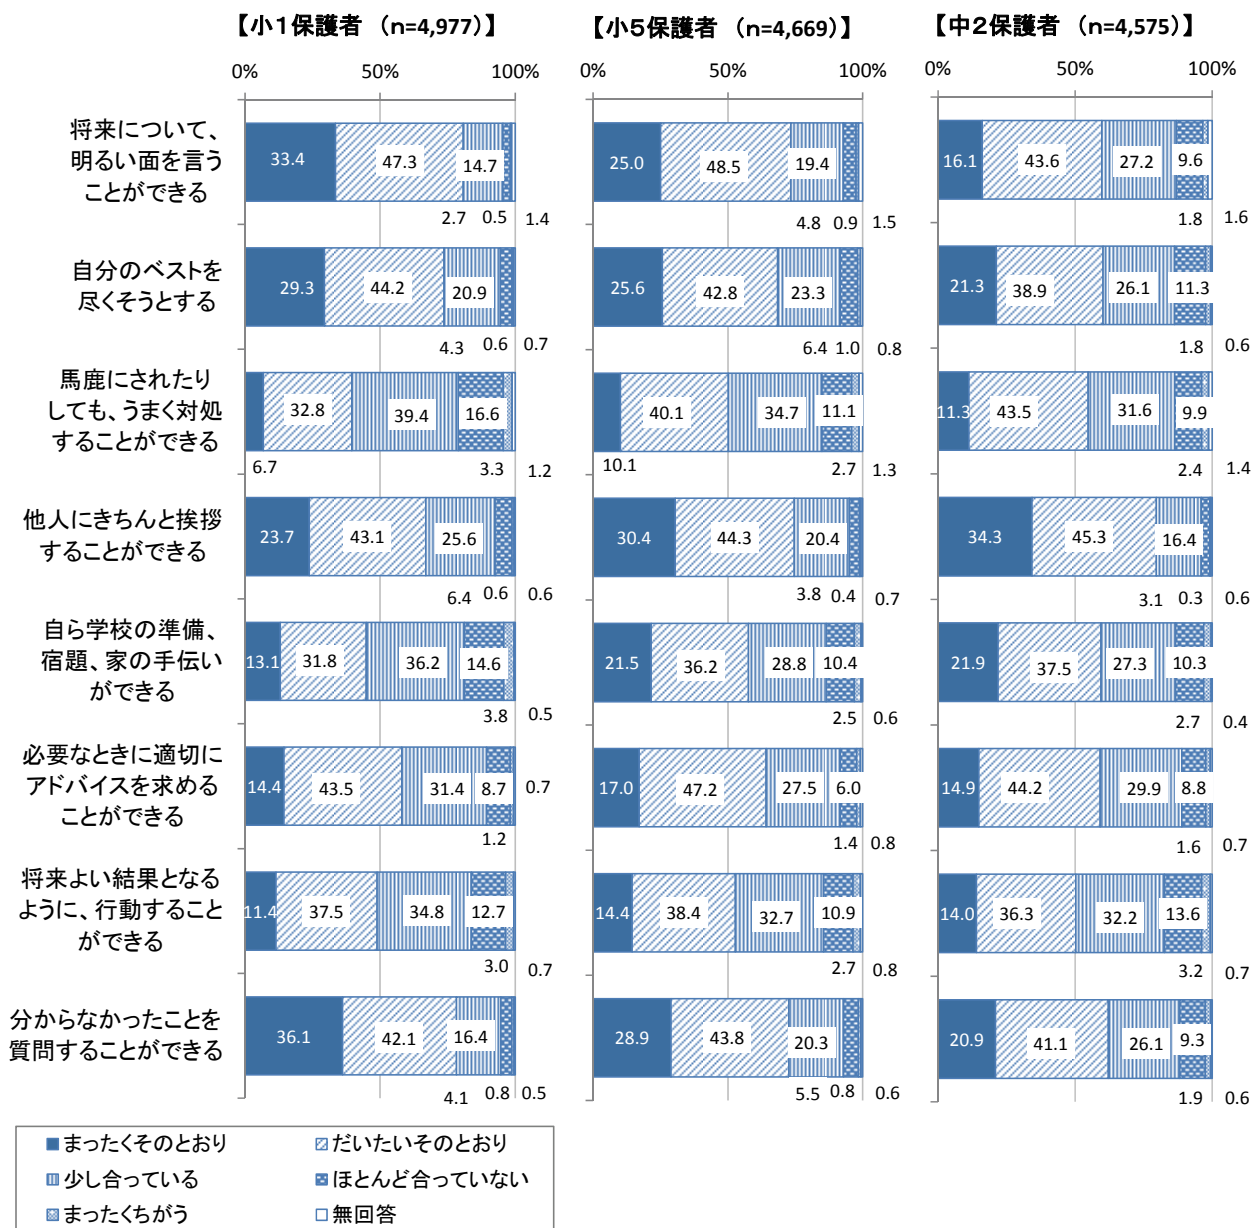 【小1保護者　（n=4,977）】 【小5保護者　（n=4,669）】 【中2保護者　（n=4,575）】
0% 50% 100% 0% 50% 100% 0% 50% 100%
将来について、
明るい面を言う
ことができる
33.4 47.3 14.7 25.0 48.5 19.4 16.1 43.6 27.2 9.6
2.7 0.5 1.4 4.8 0.9 1.5 1.8 1.6
自分のベストを
尽くそうとする
29.3 44.2 20.9 25.6 42.8 23.3 21.3 38.9 26.1 11.3
4.3 0.6 0.7 6.4 1.0 0.8 1.8 0.6
馬鹿にされたり
しても、うまく対処
することができる
32.8 39.4 16.6 40.1 34.7 11.1 11.3 43.5 31.6 9.9
6.7 3.3 1.2 10.1 2.7 1.3 2.4 1.4
他人にきちんと挨拶
することができる
23.7 43.1 25.6 30.4 44.3 20.4 34.3 45.3 16.4
6.4 0.6 0.6 3.8 0.4 0.7 3.1 0.3 0.6
自ら学校の準備、
宿題、家の手伝い
ができる
13.1 31.8 36.2 14.6 21.5 36.2 28.8 10.4 21.9 37.5 27.3 10.3
3.8 0.5 2.5 0.6 2.7 0.4
必要なときに適切に
アドバイスを求める
ことができる
14.4 43.5 31.4 8.7 0.7 17.0 47.2 27.5 6.0 14.9 44.2 29.9 8.8
1.2 1.4 0.8 1.6 0.7
将来よい結果となる
ように、行動すること
ができる
11.4 37.5 34.8 12.7 14.4 38.4 32.7 10.9 14.0 36.3 32.2 13.6
3.0 0.7 2.7 0.8 3.2 0.7
分からなかったことを
質問することができる
36.1 42.1 16.4 28.9 43.8 20.3 20.9 41.1 26.1 9.3
4.1 0.8 0.5 5.5 0.8 0.6 1.9 0.6
まったくそのとおり だいたいそのとおり
少し合っている ほとんど合っていない
まったくちがう 無回答